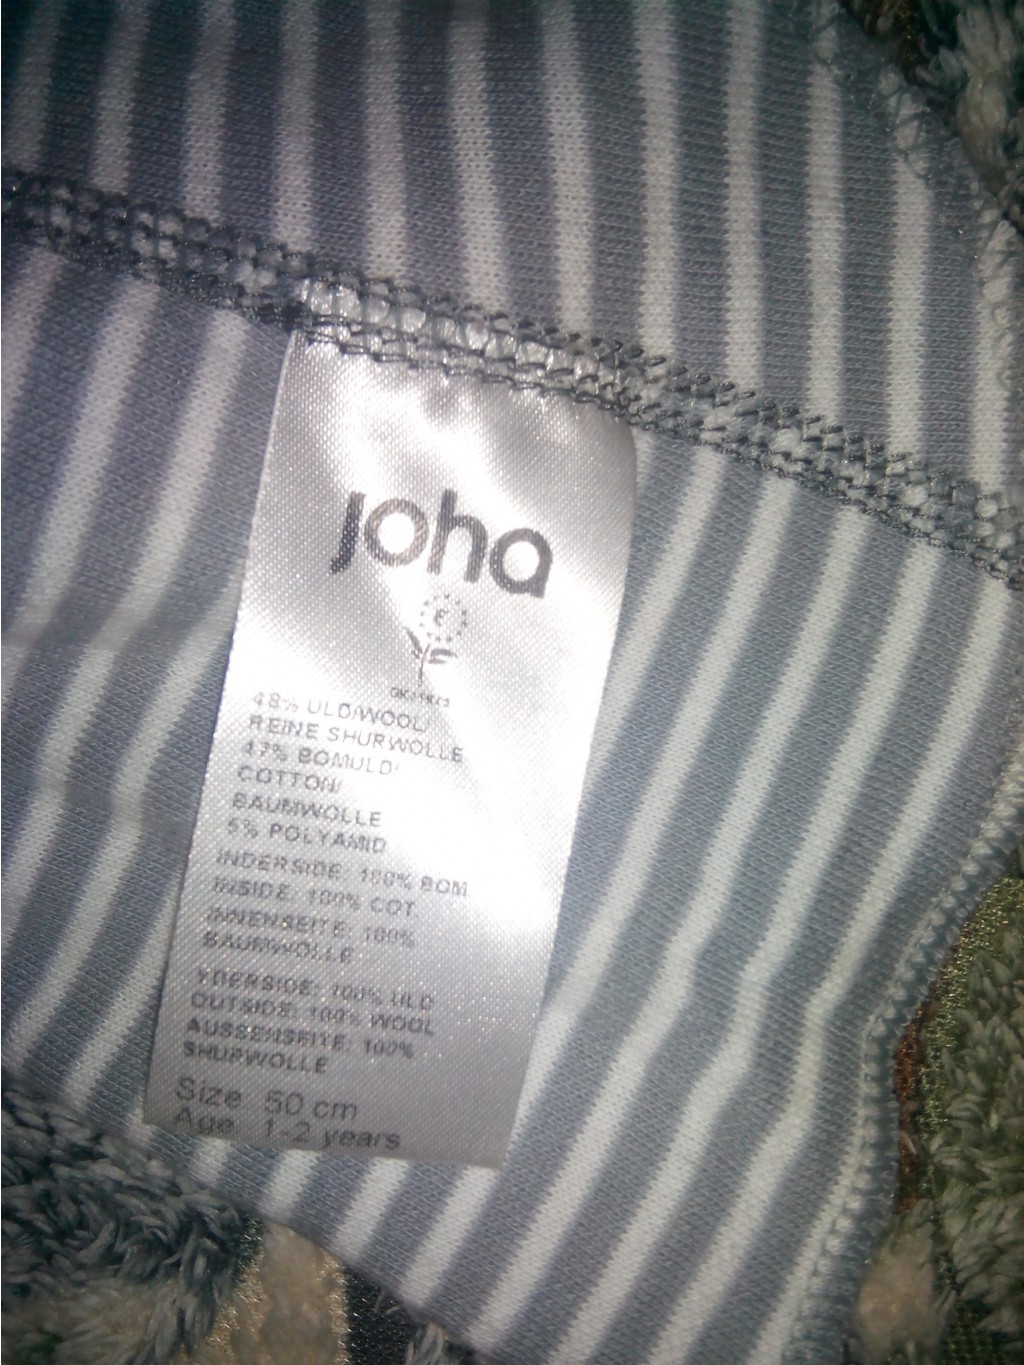 joha
48% ULD/WOOL/
REINE SHURWOLLE
47% BOMULD/
COTTON/
BAUMWOLLE
5% POLYAMID
INDERSIDE: 100% BOM
INSIDE: 100% COT
INNENSEITE: 100%
BAUMWOLLE
YDERSIDE: 100% ULD
OUTSIDE: 100% WOOL
AUSSENSEITE: 100%
SHURWOLLE
Size 50 cm
Age 1-2 years